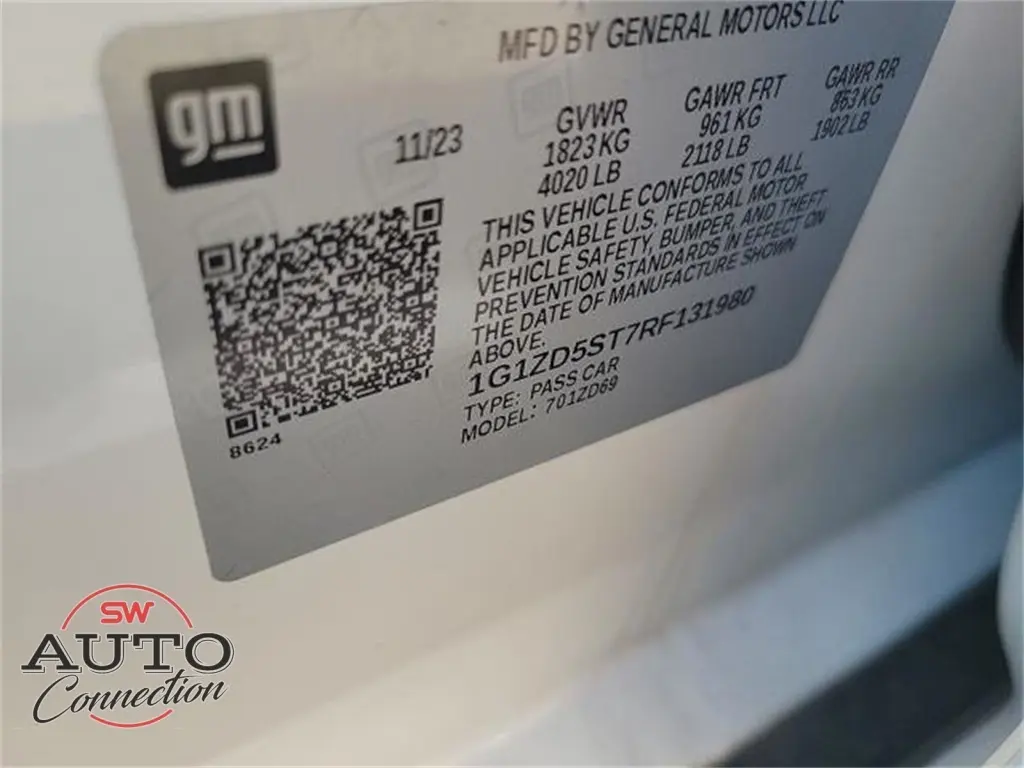 MFD BY GENERAL MOTORS LLC
gm
11/23
GVWR
1823 KG
4020 LB
GAWR FRT
961 KG
2118 LB
GAWR RR
863 KG
1902 LB
THIS VEHICLE CONFORMS TO ALL
APPLICABLE U.S. FEDERAL MOTOR
VEHICLE SAFETY, BUMPER, AND THEFT
PREVENTION STANDARDS IN EFFECT ON
THE DATE OF MANUFACTURE SHOWN
ABOVE.
1G1ZD5ST7RF131980
TYPE: PASS CAR
MODEL: 701ZD69
8624
SW
AUTO
Connection